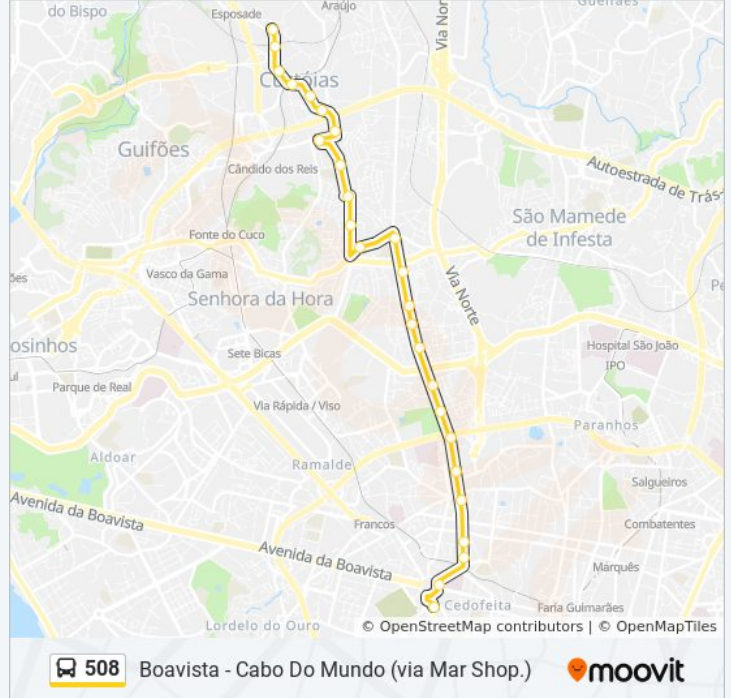 do Bispo
Esposade
Araújo
Via Nor
Gueifães
Custóias
Guifões
Cândido dos Reis
Autoestrada de Trás-
São Mamede
de Infesta
Fonte do Cuco
Vasco da Gama
Via Norte
Senhora da Hora
osinhos
Sete Bicas
Hospital São João
IPO
Parque de Real
Via Rápida / Viso
Paranhos
Aldoar
Ramalde
Salgueiros
Avenida da Boavista
Francos
Combatentes
Avenida da Boavista
Marquês
Cedofeita
Faria Guimarães
Lordelo do Ouro
© OpenStreetMap contributors | © OpenMapTiles
508 Boavista - Cabo Do Mundo (via Mar Shop.) moovit